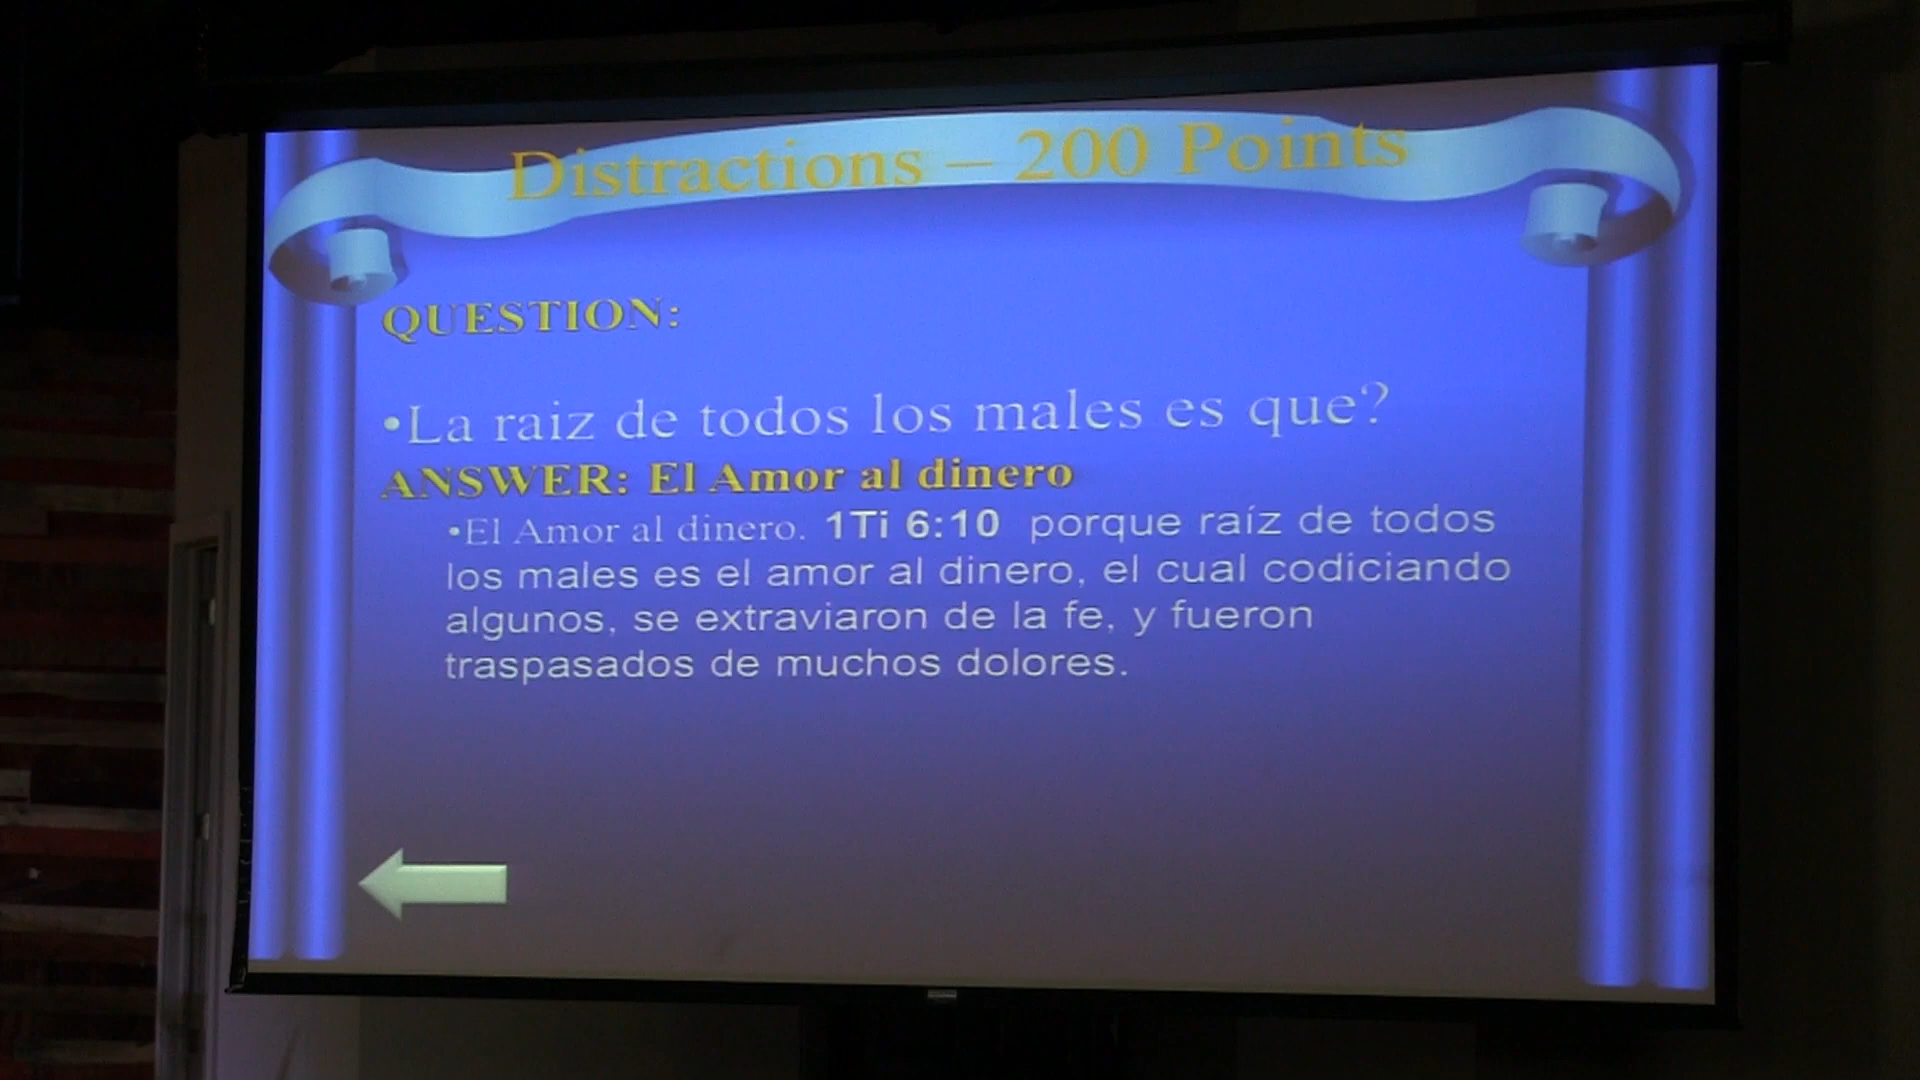 Distractions – 200 Points
QUESTION:
•La raiz de todos los males es que?
ANSWER: El Amor al dinero
•El Amor al dinero. 1Ti 6:10 porque raíz de todos
los males es el amor al dinero, el cual codiciando
algunos, se extraviaron de la fe, y fueron
traspasados de muchos dolores.